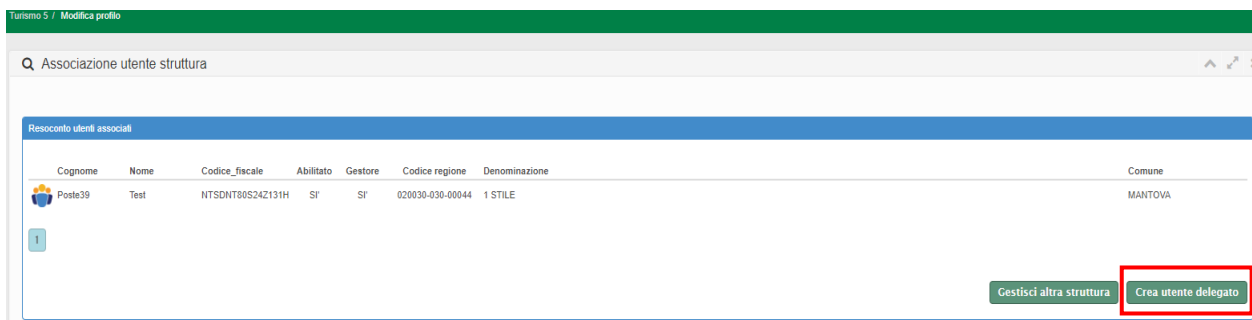 Turismo 5 / Modifica profilo
Associazione utente struttura
Resoconto utenti associati
Cognome Nome Codice_fiscale Abilitato Gestore Codice regione Denominazione Comune
Poste39 Test NTSDNT80S24Z131H SI' SI' 020030-030-00044 1 STILE MANTOVA
1
Gestisci altra struttura Crea utente delegato